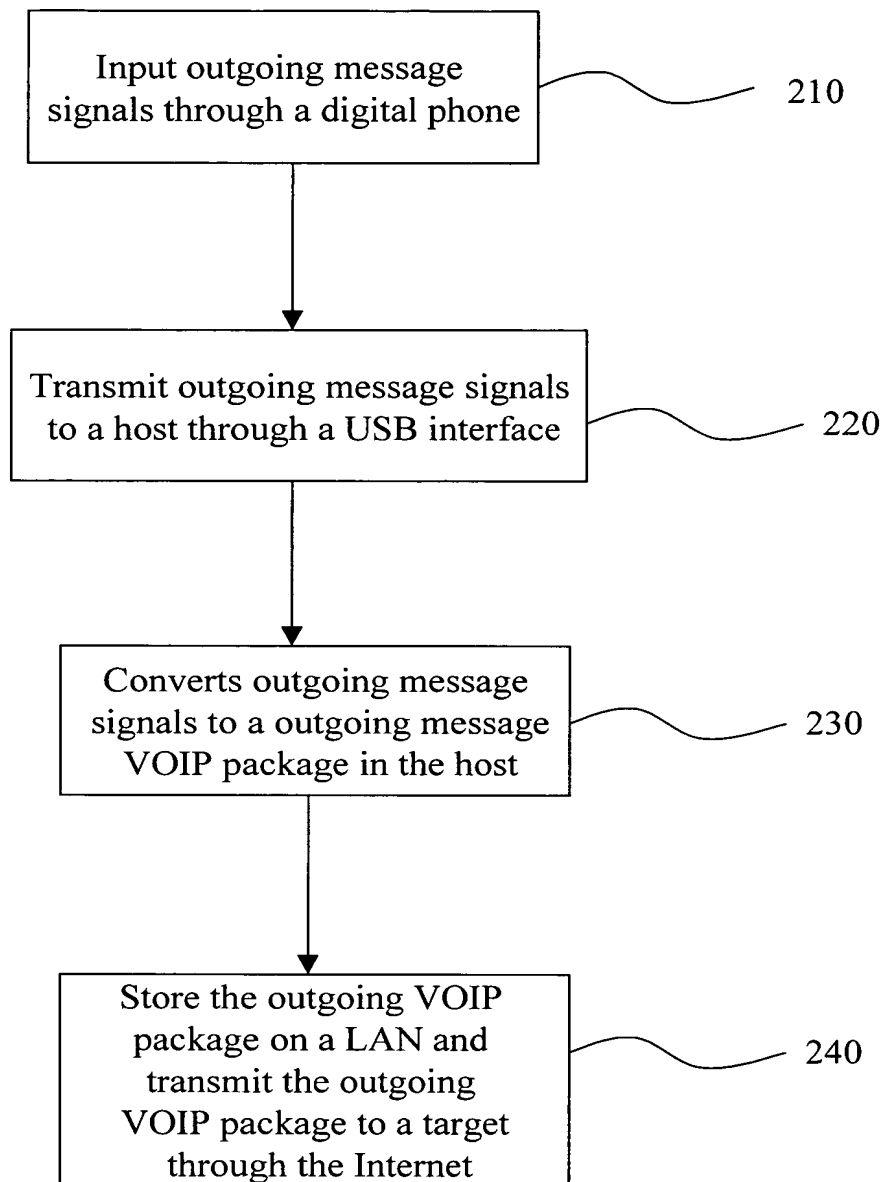 Input outgoing message
signals through a digital phone
210
Transmit outgoing message signals
to a host through a USB interface
220
Converts outgoing message
signals to a outgoing message
VOIP package in the host
230
Store the outgoing VOIP
package on a LAN and
transmit the outgoing
VOIP package to a target
through the Internet
240